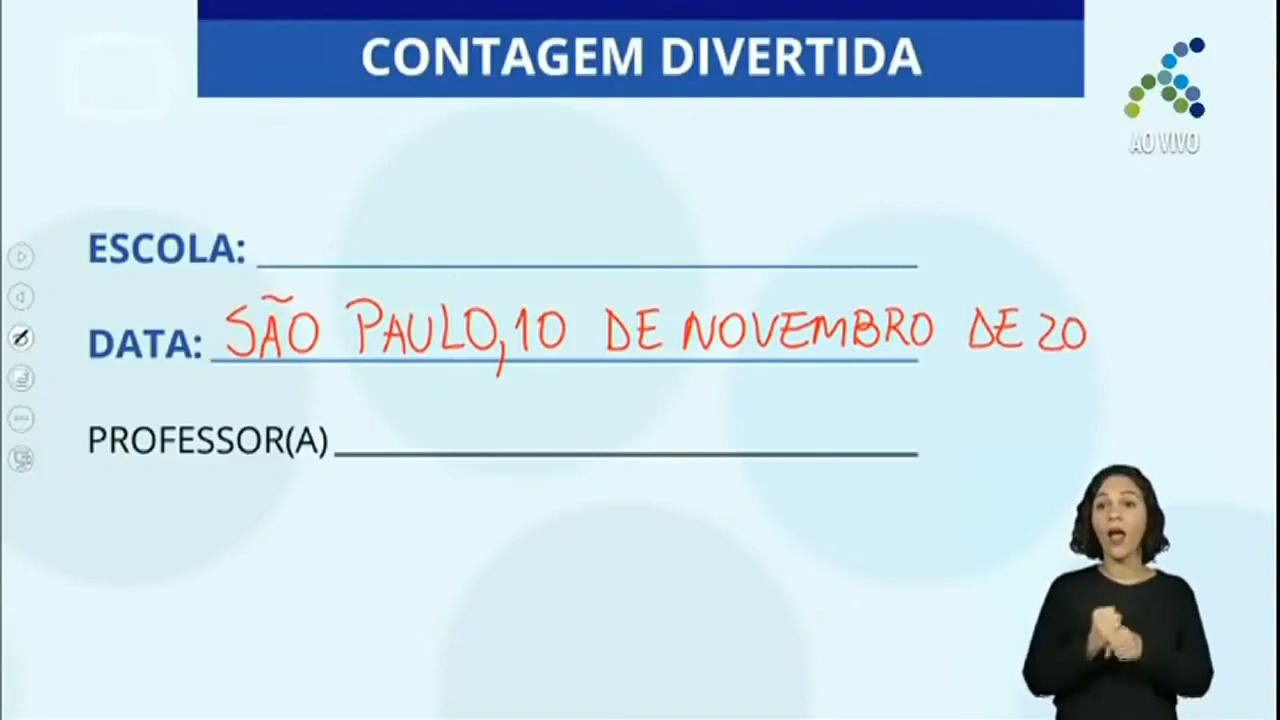 CONTAGEM DIVERTIDA
AO VIVO
ESCOLA:
DATA: SÃO PAULO, 10 DE NOVEMBRO DE 20
PROFESSOR(A)